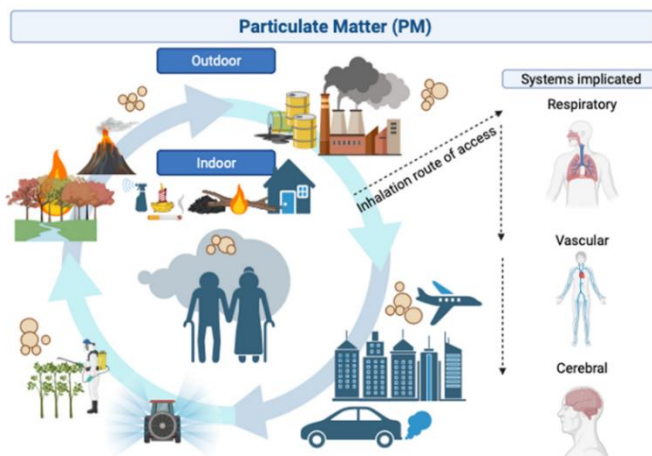 Particulate Matter (PM)
Outdoor
Indoor
Inhalation route of access
Systems implicated
Respiratory
Vascular
Cerebral